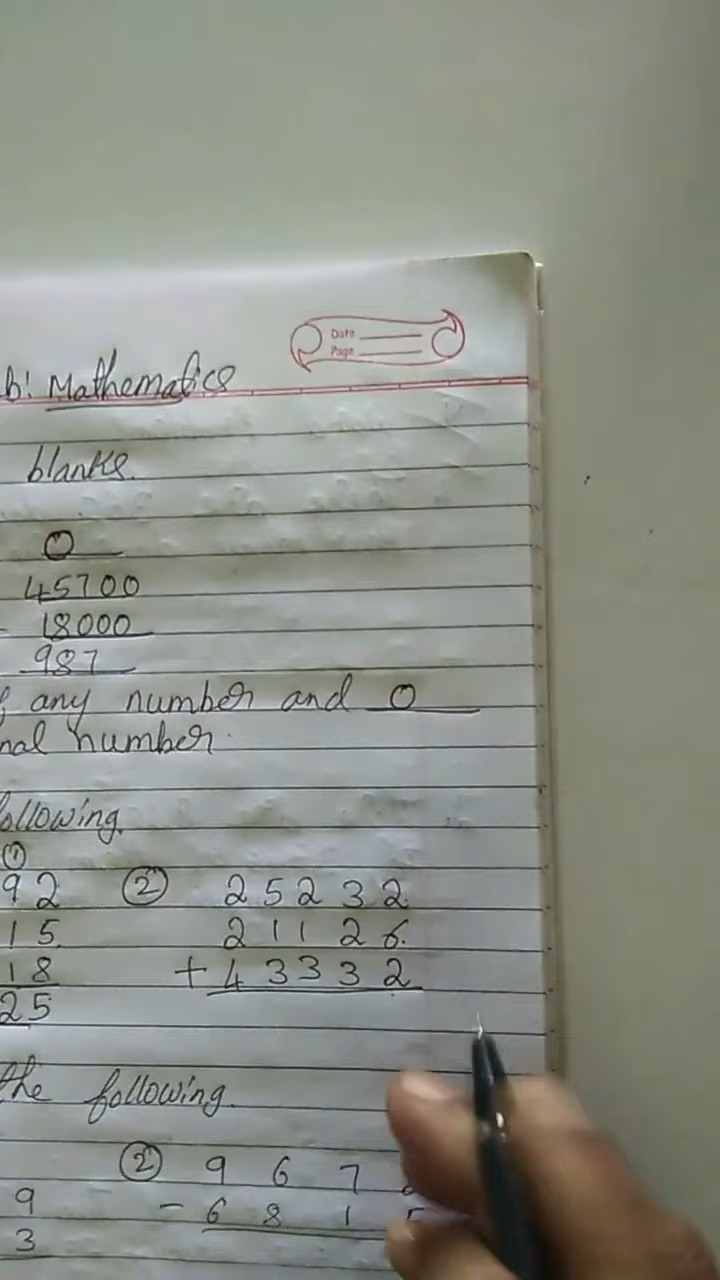 Date
Page
b: Mathematics
blanks.
0
45700
18000
987
any number and 0
nal number.
ollowing.
①
92 ② 25232
15 21126
18 + 43332
25
the following.
② 9 6 7
9 - 6 8 1
3